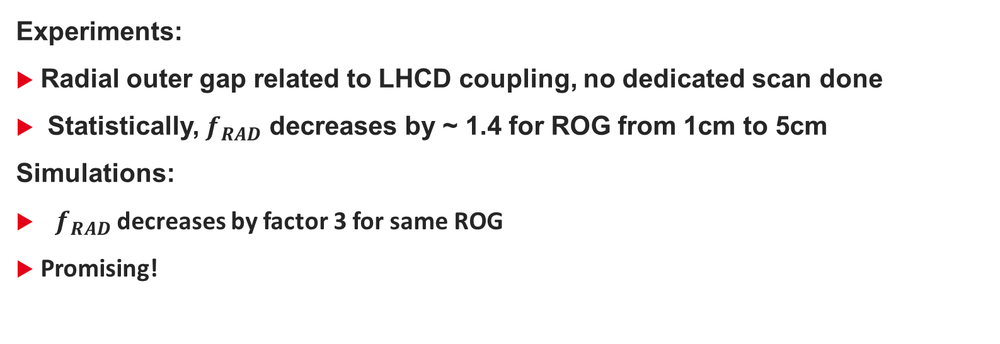 Experiments:
Radial outer gap related to LHCD coupling, no dedicated scan done
Statistically, f_RAD decreases by ~ 1.4 for ROG from 1cm to 5cm
Simulations:
f_RAD decreases by factor 3 for same ROG
Promising!